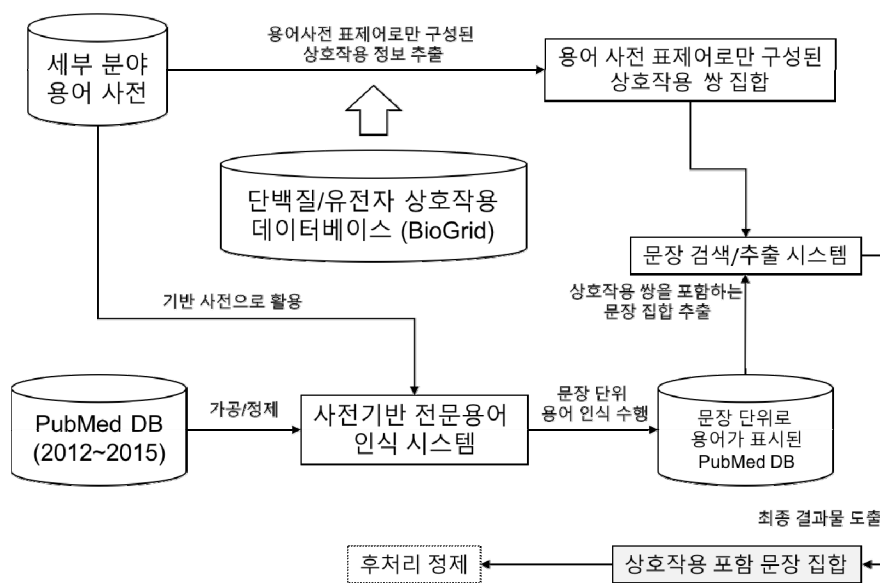 세부 분야
용어 사전
용어사전 표제어로만 구성된
상호작용 정보 추출
용어 사전 표제어로만 구성된
상호작용 쌍 집합
단백질/유전자 상호작용
데이터베이스 (BioGrid)
문장 검색/추출 시스템
기반 사전으로 활용
상호작용 쌍을 포함하는
문장 집합 추출
PubMed DB
(2012~2015)
가공/정제
사전기반 전문용어
인식 시스템
문장 단위
용어 인식 수행
문장 단위로
용어가 표시된
PubMed DB
최종 결과물 도출
후처리 정제
상호작용 포함 문장 집합